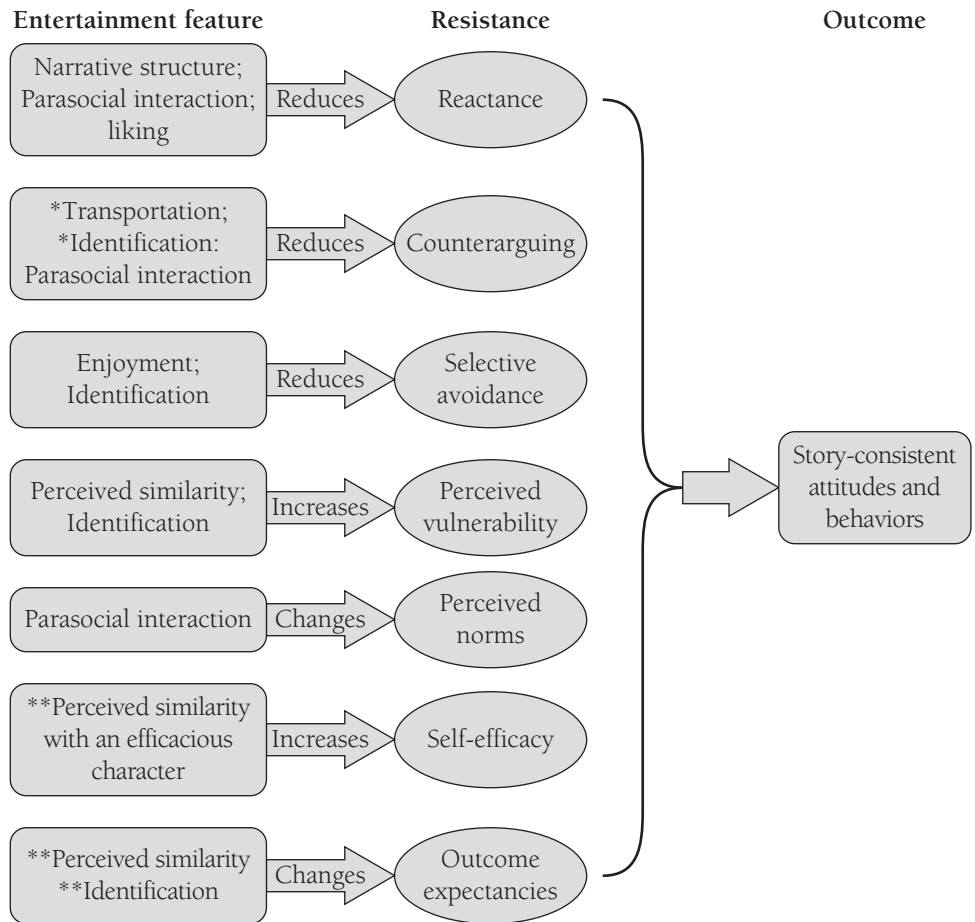 Entertainment feature
Resistance
Outcome
Narrative structure;
Parasocial interaction;
liking
Reduces
Reactance
*Transportation;
*Identification:
Parasocial interaction
Reduces
Counterarguing
Enjoyment;
Identification
Reduces
Selective
avoidance
Perceived similarity;
Identification
Increases
Perceived
vulnerability
Parasocial interaction
Changes
Perceived
norms
**Perceived similarity
with an efficacious
character
Increases
Self-efficacy
**Perceived similarity
**Identification
Changes
Outcome
expectancies
Story-consistent
attitudes and
behaviors